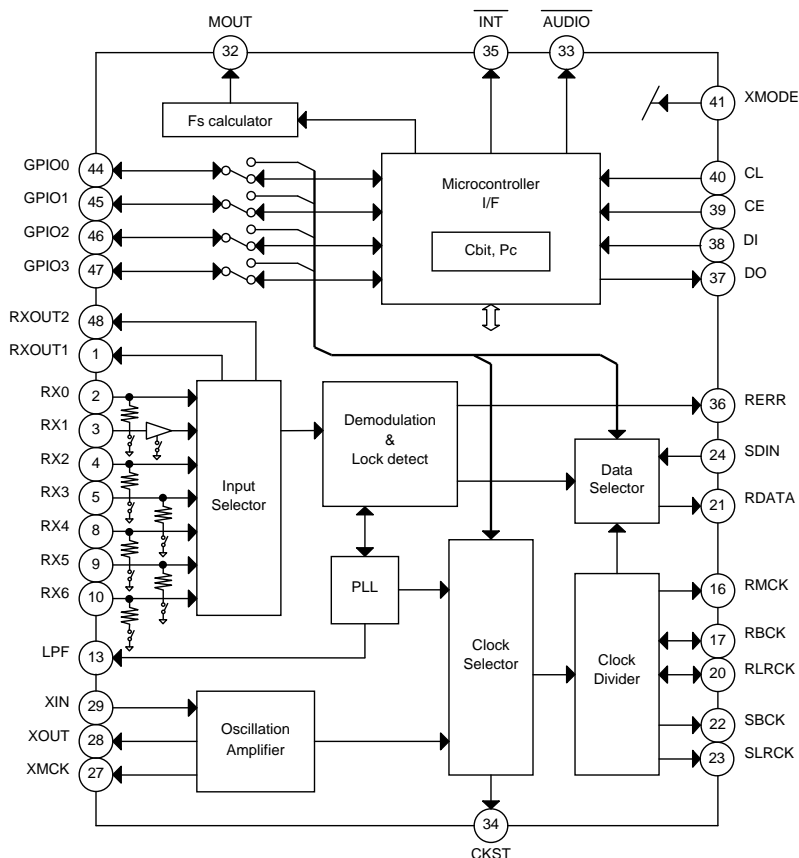 MOUT
INT
AUDIO
32
35
33
41
XMODE
Fs calculator
GPIO0
44
Microcontroller
I/F
40
CL
GPIO1
45
39
CE
GPIO2
46
Cbit, Pc
38
DI
GPIO3
47
37
DO
RXOUT2
48
RXOUT1
1
RX0
2
RX1
3
RX2
4
RX3
5
RX4
8
RX5
9
RX6
10
Input
Selector
Demodulation
&
Lock detect
36
RERR
24
SDIN
Data
Selector
21
RDATA
PLL
16
RMCK
LPF
13
Clock
Selector
Clock
Divider
17
RBCK
20
RLRCK
XIN
29
XOUT
28
XMCK
27
Oscillation
Amplifier
22
SBCK
23
SLRCK
34
CKST